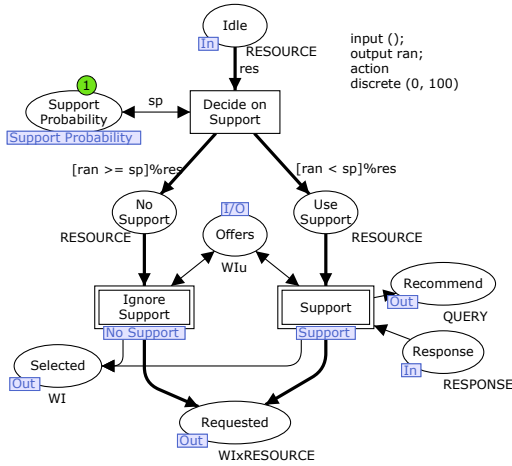 Idle
In
RESOURCE
res
input ();
output ran;
action
discrete (0, 100)
1
Support
Probability
Support Probability
sp
Decide on
Support
[ran >= sp]%res
[ran < sp]%res
No
Support
RESOURCE
I/O
Offers
WIu
Use
Support
RESOURCE
Ignore
Support
No Support
Support
Support
Recommend
Out
QUERY
Response
In
RESPONSE
Selected
Out
WI
Requested
Out
WIxRESOURCE